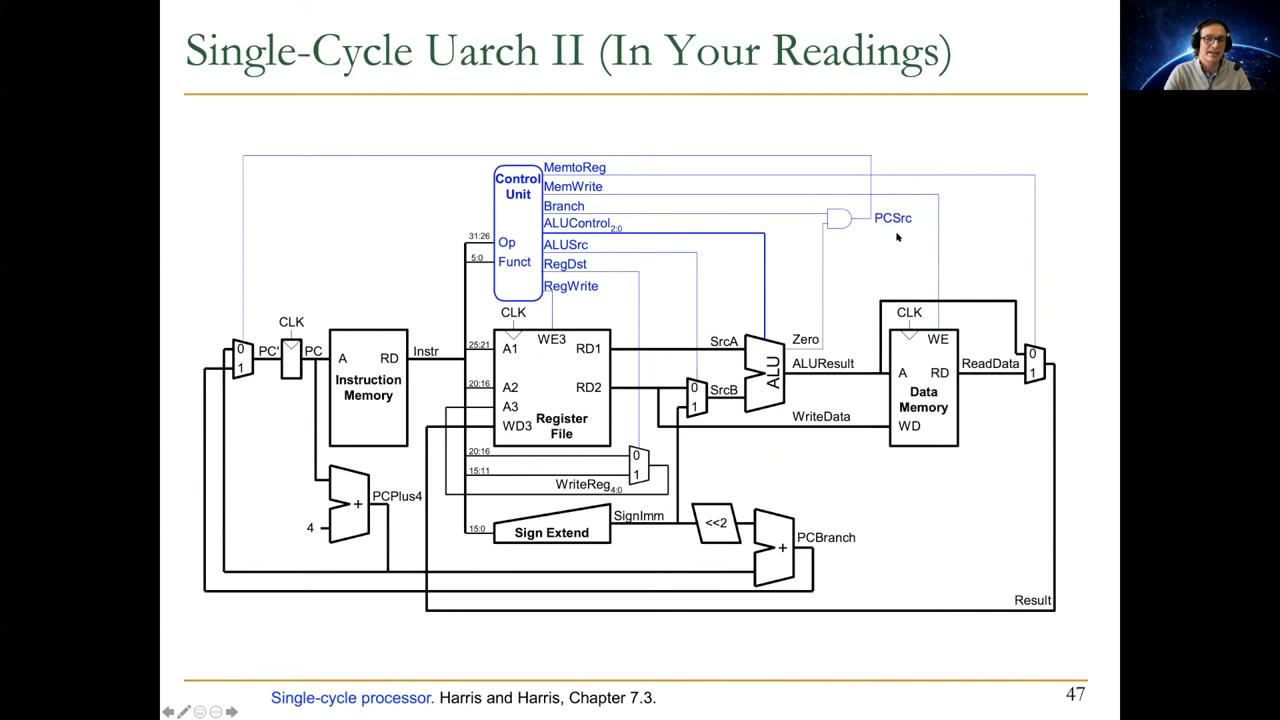 Single-Cycle Uarch II (In Your Readings)
MemtoReg
Control
Unit
MemWrite
Branch
PCSrc
ALUControl2:0
31:26
Op
ALUSrc
5:0
Funct
RegDst
RegWrite
CLK
CLK
CLK
WE3
Zero
WE
0
1
PC'
PC
A
RD
Instr
25:21
A1
RD1
SrcA
ALU
ALUResult
A
RD
ReadData
0
1
Instruction
Memory
20:16
A2
RD2
0
1
SrcB
Data
Memory
A3
WD3
Register
File
WriteData
WD
20:16
0
15:11
1
WriteReg4:0
PCPlus4
+
4
SignImm
15:0
Sign Extend
<<2
+
PCBranch
Result
Single-cycle processor. Harris and Harris, Chapter 7.3.
47